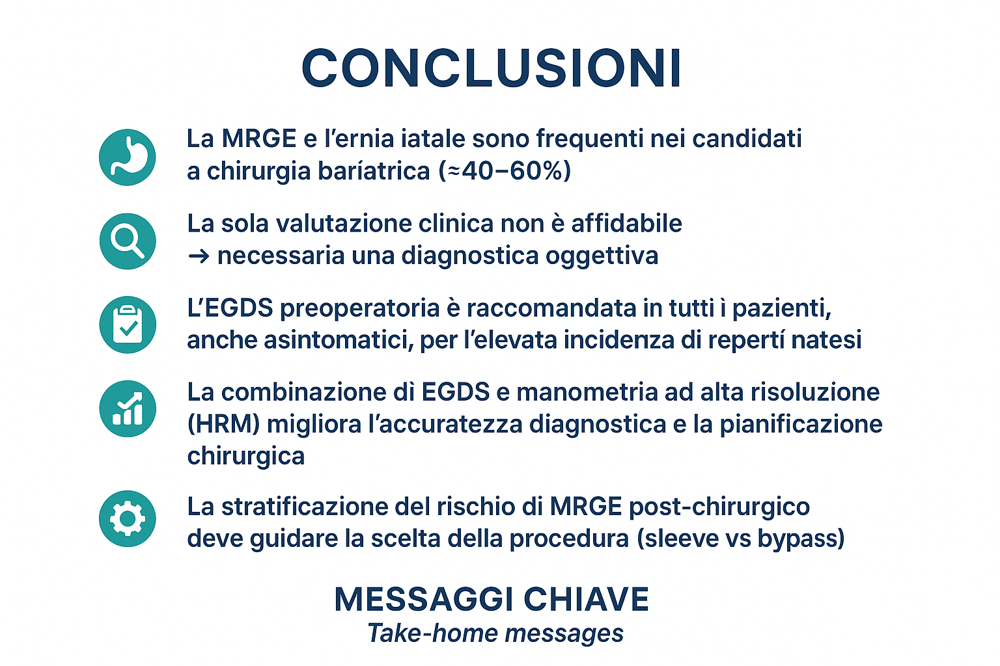 CONCLUSIONI
La MRGE e l’ernia iatale sono frequenti nei candidati
a chirurgia baríatrica (≈40–60%)
La sola valutazione clinica non è affidabile
→ necessaria una diagnostica oggettiva
L’EGDS preoperatoria è raccomandata in tutti ì pazienti,
anche asintomatici, per l’elevata incidenza di repertí natesi
La combinazione dì EGDS e manometria ad alta risoluzione
(HRM) migliora l’accuratezza diagnostica e la pianificazione
chirurgica
La stratificazione del rischio di MRGE post-chirurgico
deve guidare la scelta della procedura (sleeve vs bypass)
MESSAGGI CHIAVE
Take-home messages